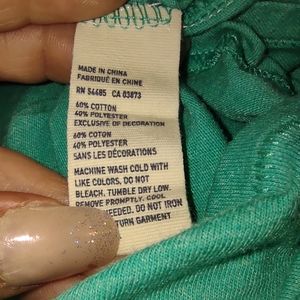 MADE IN CHINA
FABRIQUÉ EN CHINE
RN 54485 CA 03873
60% COTTON
40% POLYESTER
EXCLUSIVE OF DECORATION
60% COTON
40% POLYESTER
SANS LES DÉCORATIONS
MACHINE WASH COLD WITH
LIKE COLORS, DO NOT
BLEACH. TUMBLE DRY LOW.
REMOVE PROMPTLY. COOL
NEEDED. DO NOT IRON
TURN GARMENT